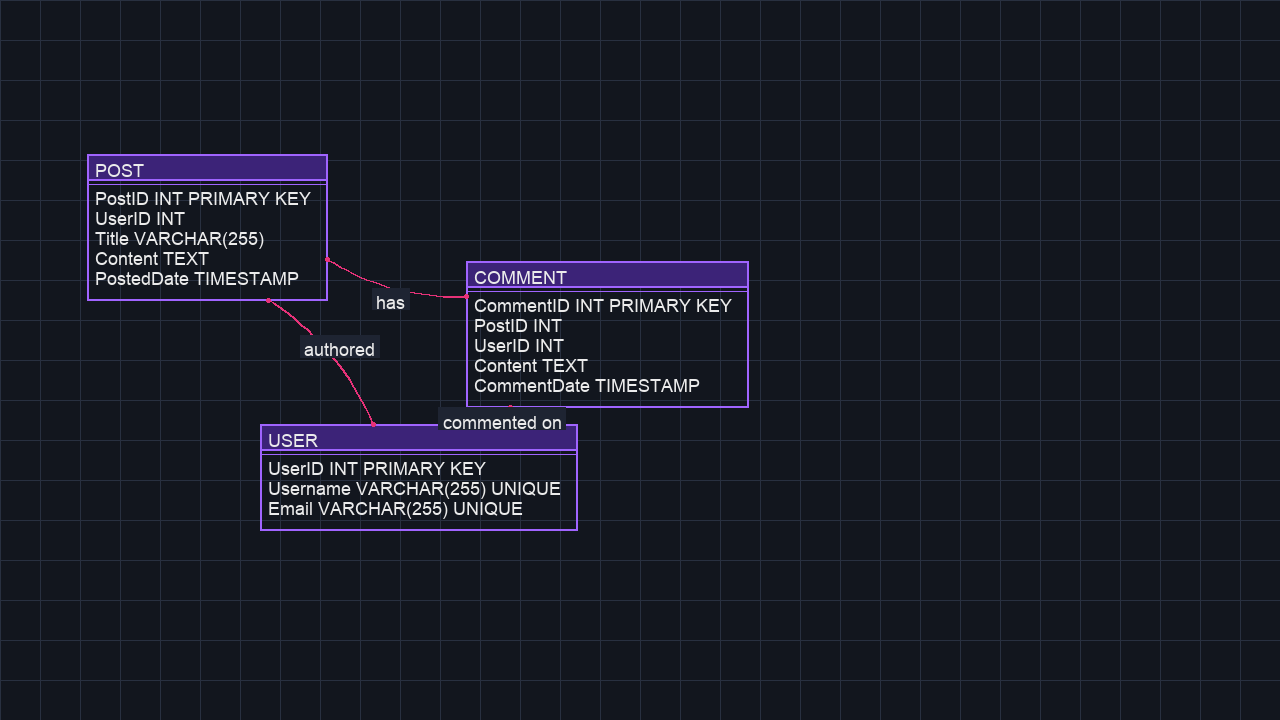 POST
PostID INT PRIMARY KEY
UserID INT
Title VARCHAR(255)
Content TEXT
PostedDate TIMESTAMP
has
COMMENT
CommentID INT PRIMARY KEY
PostID INT
UserID INT
Content TEXT
CommentDate TIMESTAMP
authored
commented on
USER
UserID INT PRIMARY KEY
Username VARCHAR(255) UNIQUE
Email VARCHAR(255) UNIQUE